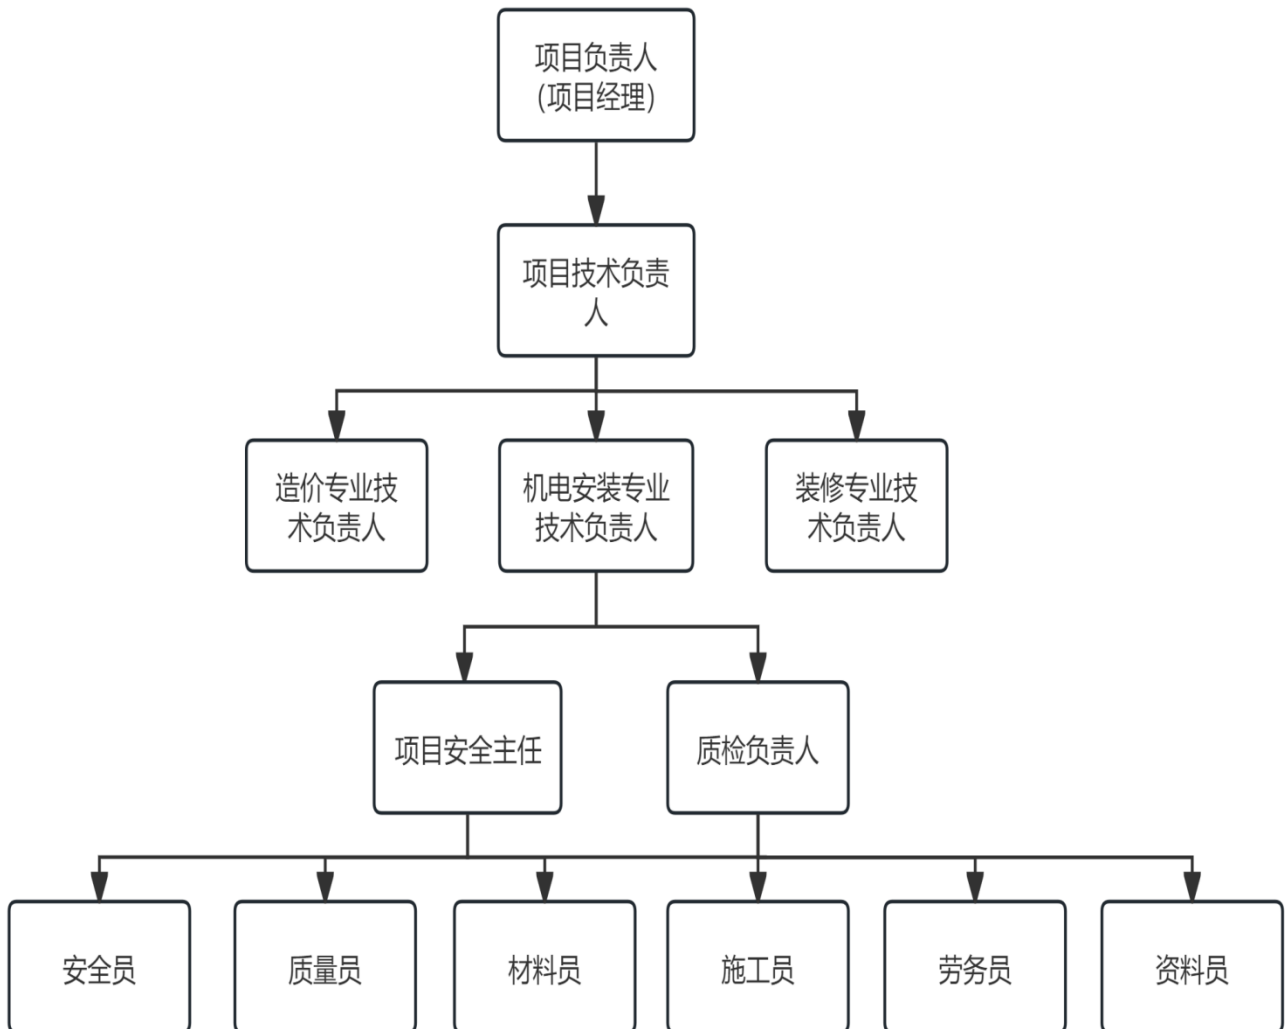 项目负责人
(项目经理)
项目技术负责
人
造价专业技
术负责人
机电安装专业
技术负责人
装修专业技
术负责人
项目安全主任
质检负责人
安全员
质量员
材料员
施工员
劳务员
资料员